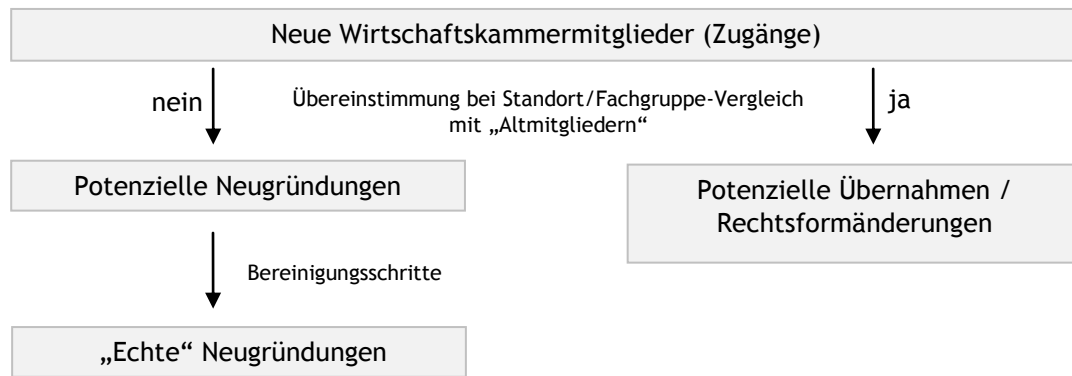 Neue Wirtschaftskammermitglieder (Zugänge)
nein
Übereinstimmung bei Standort/Fachgruppe-Vergleich
mit „Altmitgliedern“
ja
Potenzielle Neugründungen
Potenzielle Übernahmen /
Rechtsformänderungen
Bereinigungsschritte
„Echte“ Neugründungen